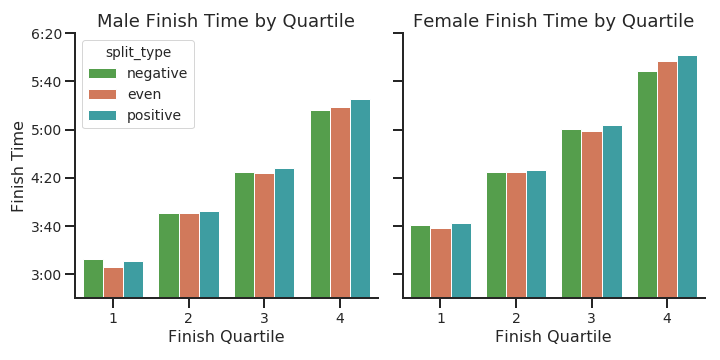 Male Finish Time by Quartile
Female Finish Time by Quartile
6:20
5:40
5:00
4:20
3:40
3:00
Finish Time
split_type
negative
even
positive
1 2 3 4
Finish Quartile
1 2 3 4
Finish Quartile